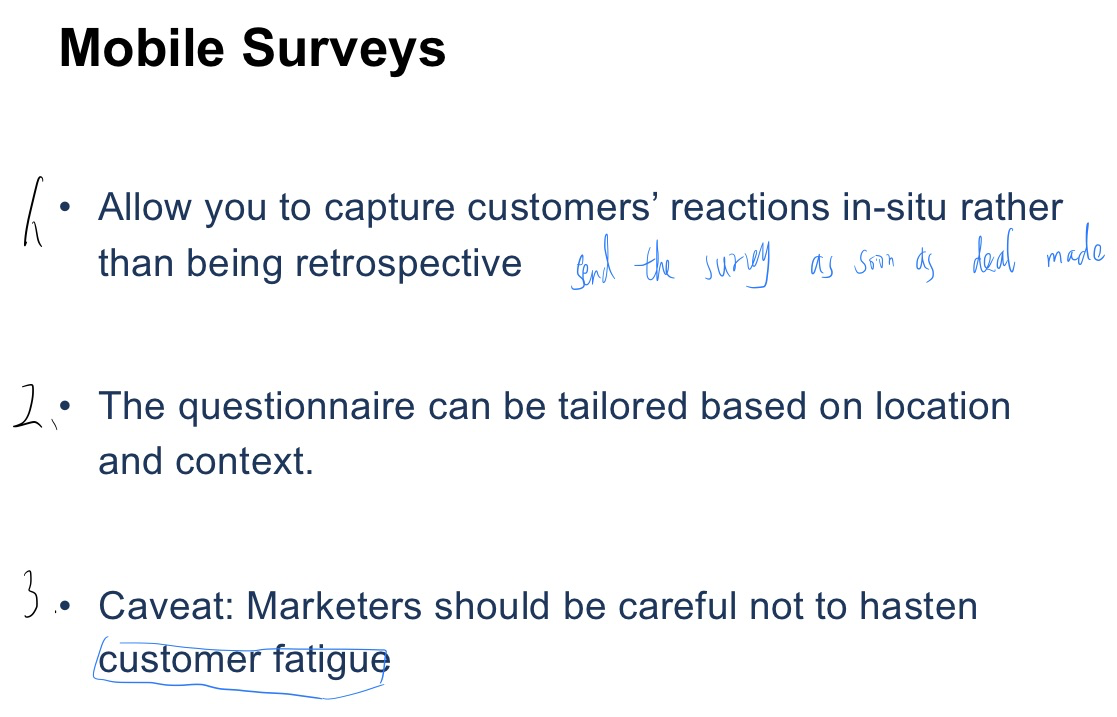 Mobile Surveys
1. • Allow you to capture customers’ reactions in-situ rather
than being retrospective send the survey as soon as deal made
2. • The questionnaire can be tailored based on location
and context.
3. • Caveat: Marketers should be careful not to hasten
customer fatigue